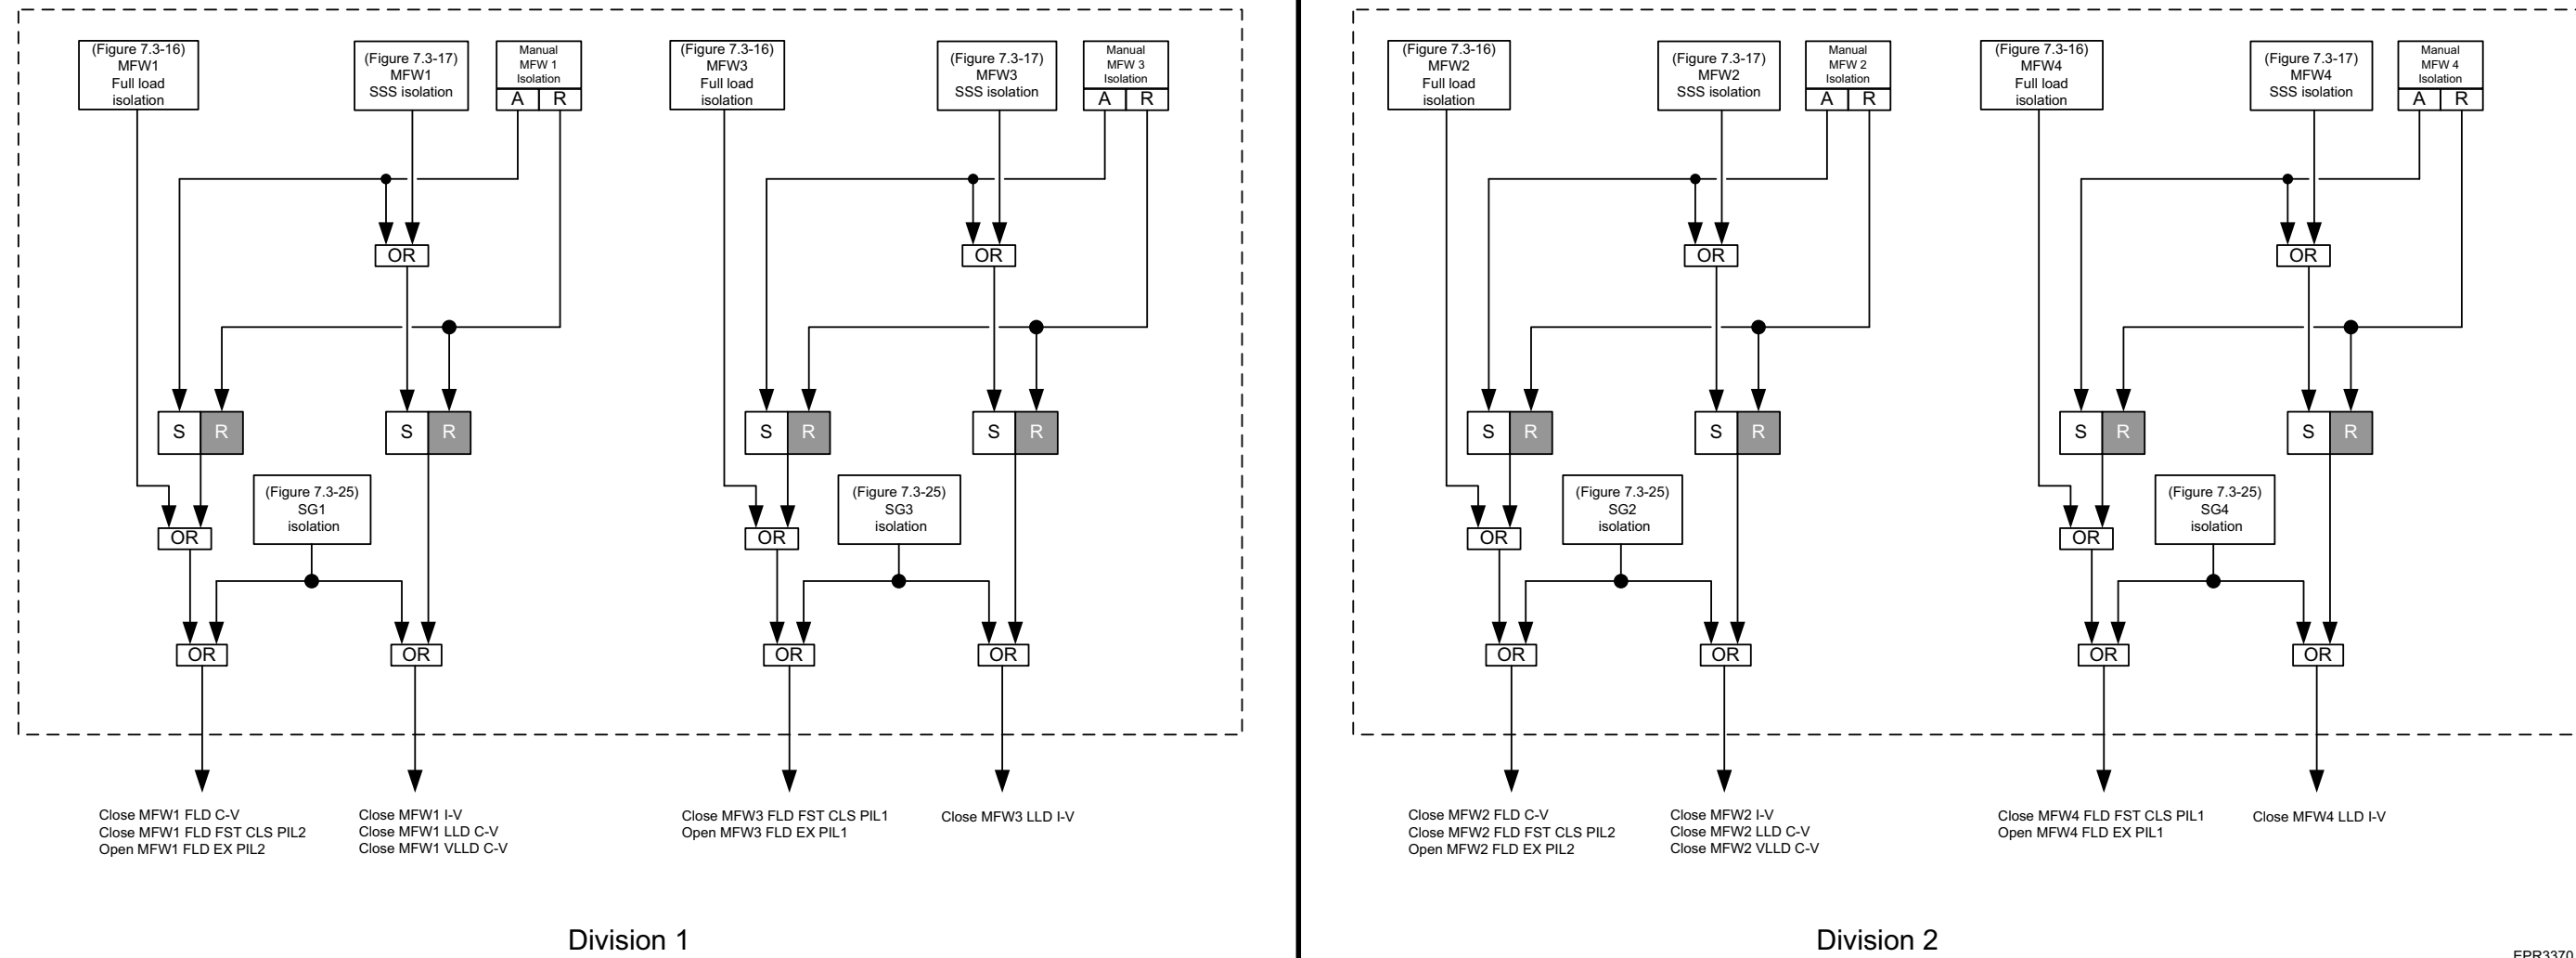 (Figure 7.3-16)
MFW1
Full load
isolation
(Figure 7.3-17)
MFW1
SSS isolation
Manual
MFW 1
Isolation
A R
OR
S R
S R
(Figure 7.3-25)
SG1
isolation
OR
OR
OR
Close MFW1 FLD C-V
Close MFW1 FLD FST CLS PIL2
Open MFW1 FLD EX PIL2
Close MFW1 I-V
Close MFW1 LLD C-V
Close MFW1 VLLD C-V
(Figure 7.3-16)
MFW3
Full load
isolation
(Figure 7.3-17)
MFW3
SSS isolation
Manual
MFW 3
Isolation
A R
OR
S R
S R
(Figure 7.3-25)
SG3
isolation
OR
OR
OR
Close MFW3 FLD FST CLS PIL1
Open MFW3 FLD EX PIL1
Close MFW3 LLD I-V
Division 1
(Figure 7.3-16)
MFW2
Full load
isolation
(Figure 7.3-17)
MFW2
SSS isolation
Manual
MFW 2
Isolation
A R
OR
S R
S R
(Figure 7.3-25)
SG2
isolation
OR
OR
OR
Close MFW2 FLD C-V
Close MFW2 FLD FST CLS PIL2
Open MFW2 FLD EX PIL2
Close MFW2 I-V
Close MFW2 LLD C-V
Close MFW2 VLLD C-V
(Figure 7.3-16)
MFW4
Full load
isolation
(Figure 7.3-17)
MFW4
SSS isolation
Manual
MFW 4
Isolation
A R
OR
S R
S R
(Figure 7.3-25)
SG4
isolation
OR
OR
OR
Close MFW4 FLD FST CLS PIL1
Open MFW4 FLD EX PIL1
Close MFW4 LLD I-V
Division 2
EPR3370